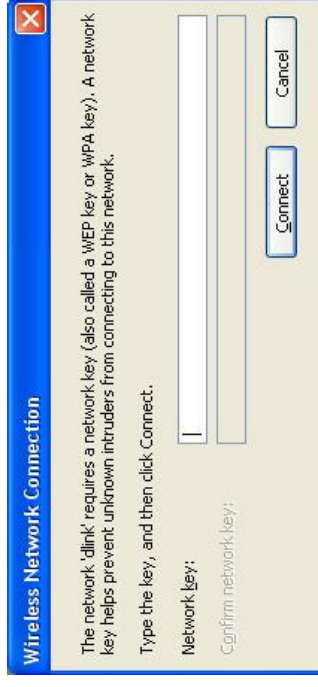 Wireless Network Connection
The network 'dlink' requires a network key (also called a WEP key or WPA key). A network
key helps prevent unknown intruders from connecting to this network.
Type the key, and then click Connect.
Network key:
Confirm network key:
Connect
Cancel